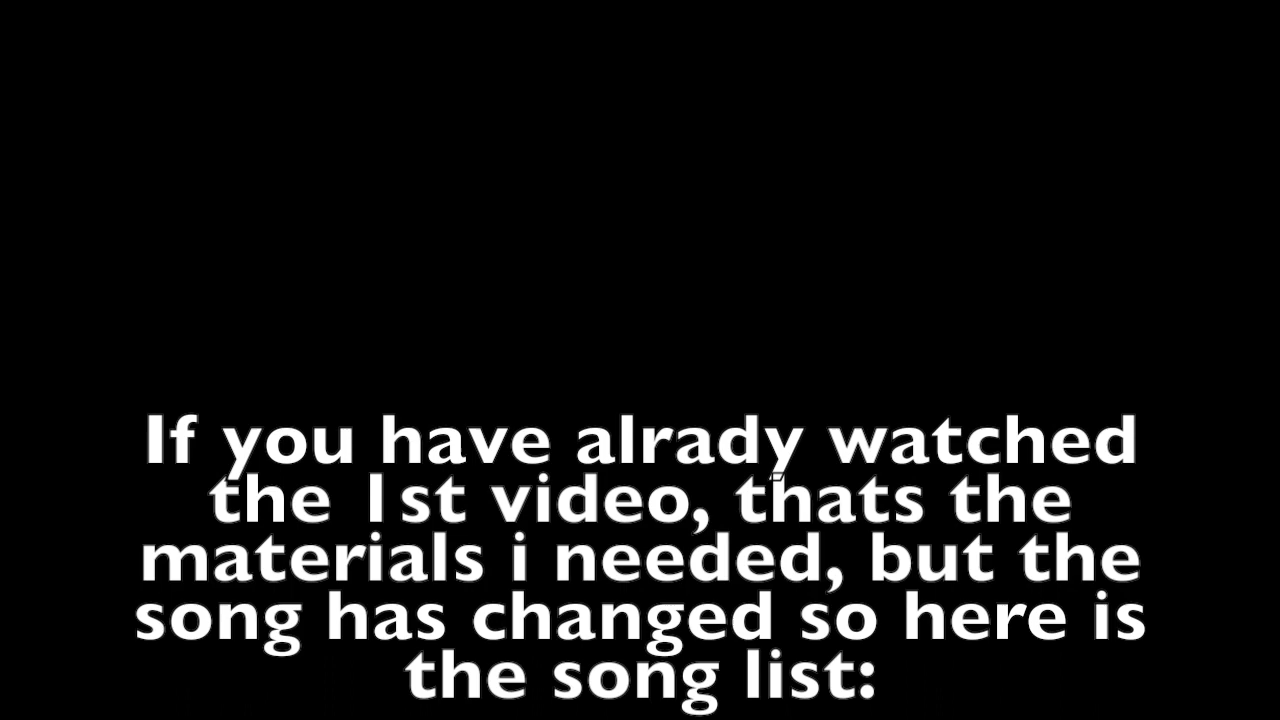 If you have alrady watched
the 1st video, thats the
materials i needed, but the
song has changed so here is
the song list: